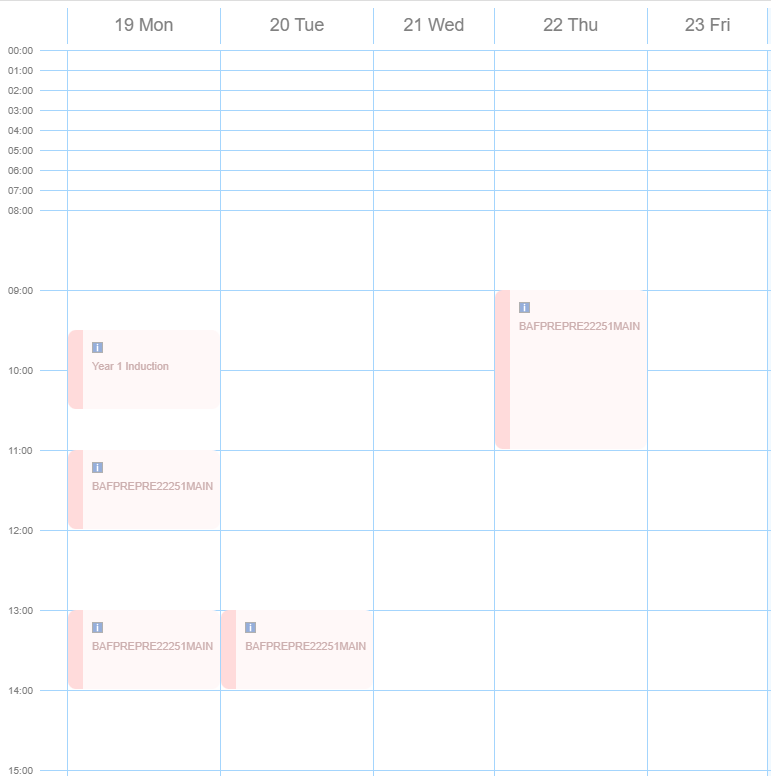 19 Mon 20 Tue 21 Wed 22 Thu 23 Fri
00:00
01:00
02:00
03:00
04:00
05:00
06:00
07:00
08:00
09:00
i
BAFPREPRE22251MAIN
i
Year 1 Induction
10:00
11:00
i
BAFPREPRE22251MAIN
12:00
13:00
i i
BAFPREPRE22251MAIN BAFPREPRE22251MAIN
14:00
15:00